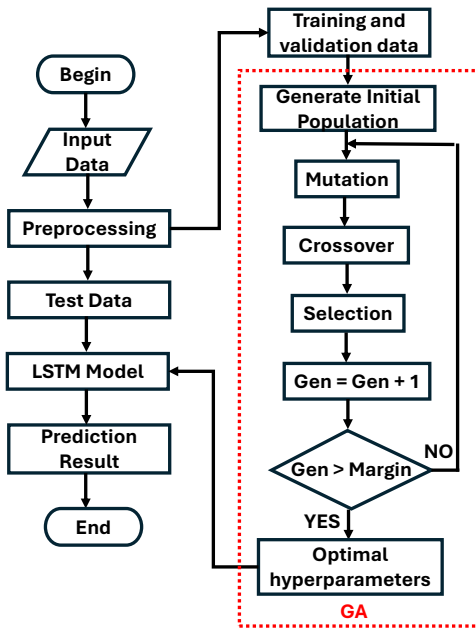 Begin
Input
Data
Preprocessing
Test Data
LSTM Model
Prediction
Result
End
Training and
validation data
Generate Initial
Population
Mutation
Crossover
Selection
Gen = Gen + 1
Gen > Margin
NO
YES
Optimal
hyperparameters
GA